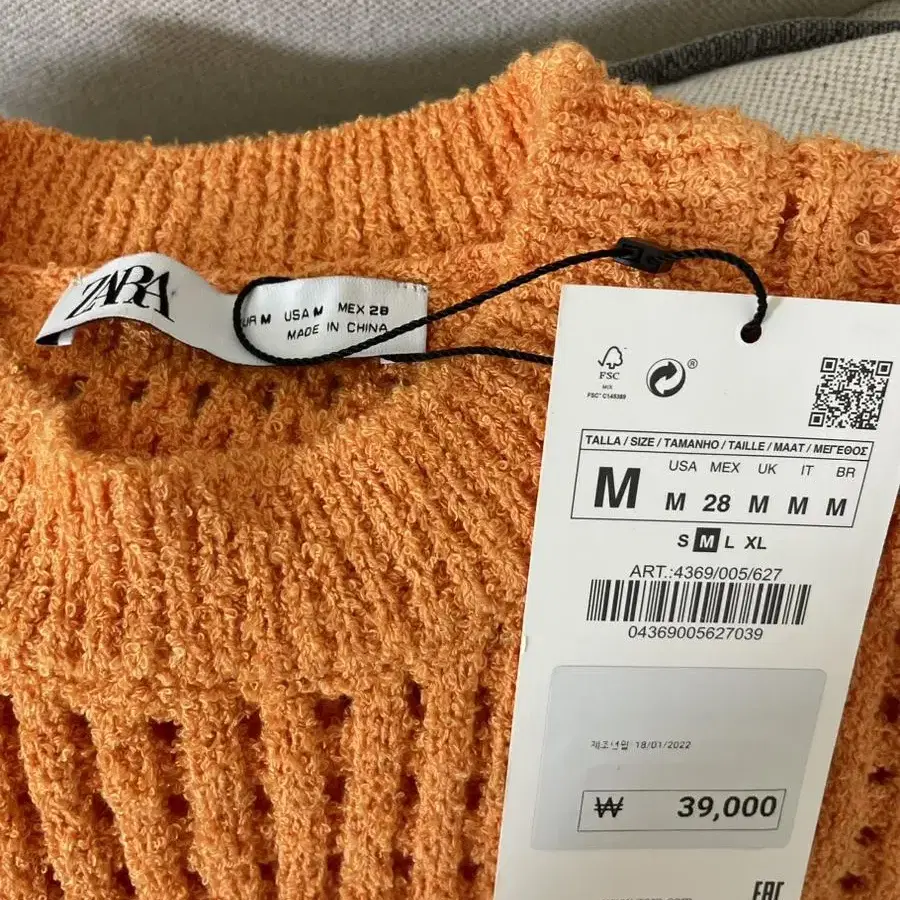 ZARA
EUR M USA M MEX 28
MADE IN CHINA
FSC
MIX
FSC® C145389
®
TALLA / SIZE / TAMANHO / TAILLE / MAAT / ΜΕΓΕΘΟΣ
M
USA MEX UK IT BR
M 28 M M M
S M L XL
ART.:4369/005/627
04369005627039
제조년월 18/01/2022
₩ 39,000
EAC